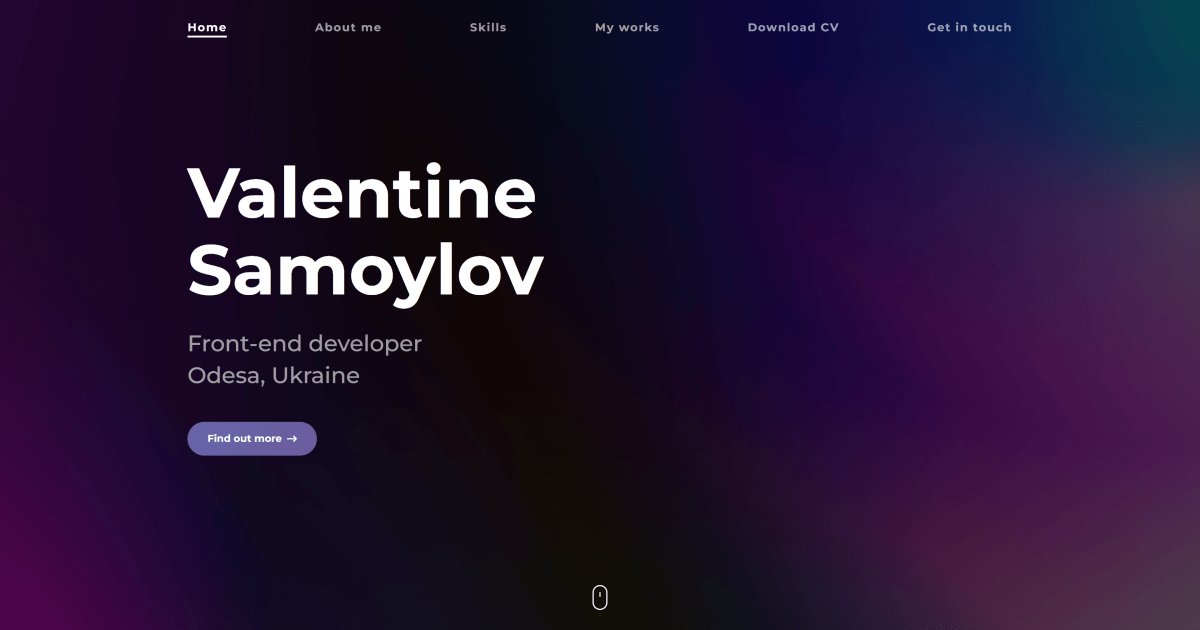 Home About me Skills My works Download CV Get in touch
Valentine
Samoylov
Front-end developer
Odesa, Ukraine
Find out more →